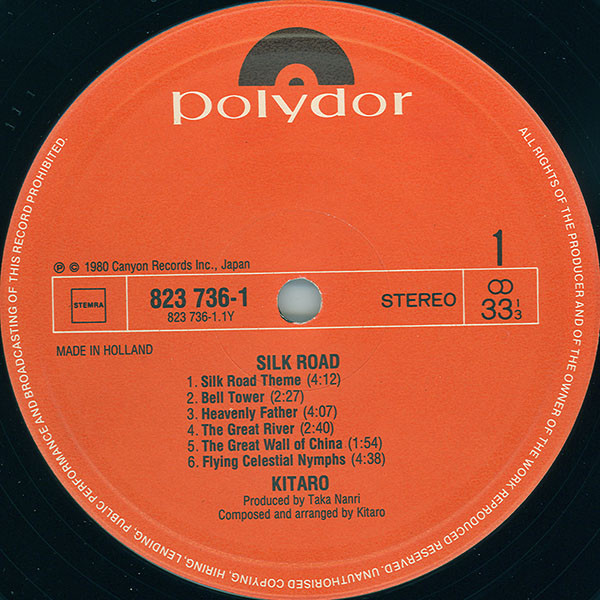 polydor
ALL RIGHTS OF THE PRODUCER AND OF THE OWNER OF THE WORK REPRODUCED RESERVED. UNAUTHORISED COPYING, HIRING, LENDING, PUBLIC PERFORMANCE AND BROADCASTING OF THIS RECORD PROHIBITED.
1
℗ © 1980 Canyon Records Inc., Japan
STEMRA
823 736-1
823 736-1.1Y
STEREO
33 1/3
MADE IN HOLLAND
SILK ROAD
1. Silk Road Theme (4:12)
2. Bell Tower (2:27)
3. Heavenly Father (4:07)
4. The Great River (2:40)
5. The Great Wall of China (1:54)
6. Flying Celestial Nymphs (4:38)
KITARO
Produced by Taka Nanri
Composed and arranged by Kitaro